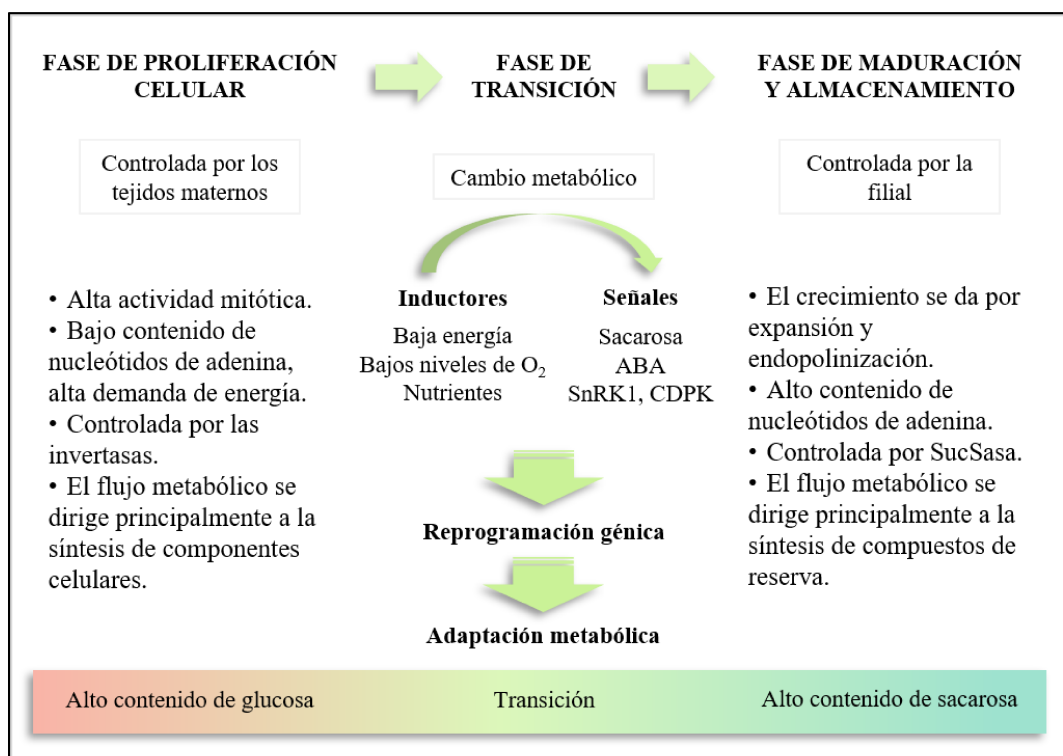 FASE DE PROLIFERACIÓN
CELULAR
FASE DE
TRANSICIÓN
FASE DE MADURACIÓN
Y ALMACENAMIENTO
Controlada por los
tejidos maternos
Cambio metabólico
Controlada por la
filial
• Alta actividad mitótica.
• Bajo contenido de
nucleótidos de adenina,
alta demanda de energía.
• Controlada por las
invertasas.
• El flujo metabólico se
dirige principalmente a la
síntesis de componentes
celulares.
Inductores
Baja energía
Bajos niveles de O₂
Nutrientes
Señales
Sacarosa
ABA
SnRK1, CDPK
Reprogramación génica
Adaptación metabólica
• El crecimiento se da por
expansión y
endopolinización.
• Alto contenido de
nucleótidos de adenina.
• Controlada por SucSasa.
• El flujo metabólico se
dirige principalmente a la
síntesis de compuestos de
reserva.
Alto contenido de glucosa
Transición
Alto contenido de sacarosa